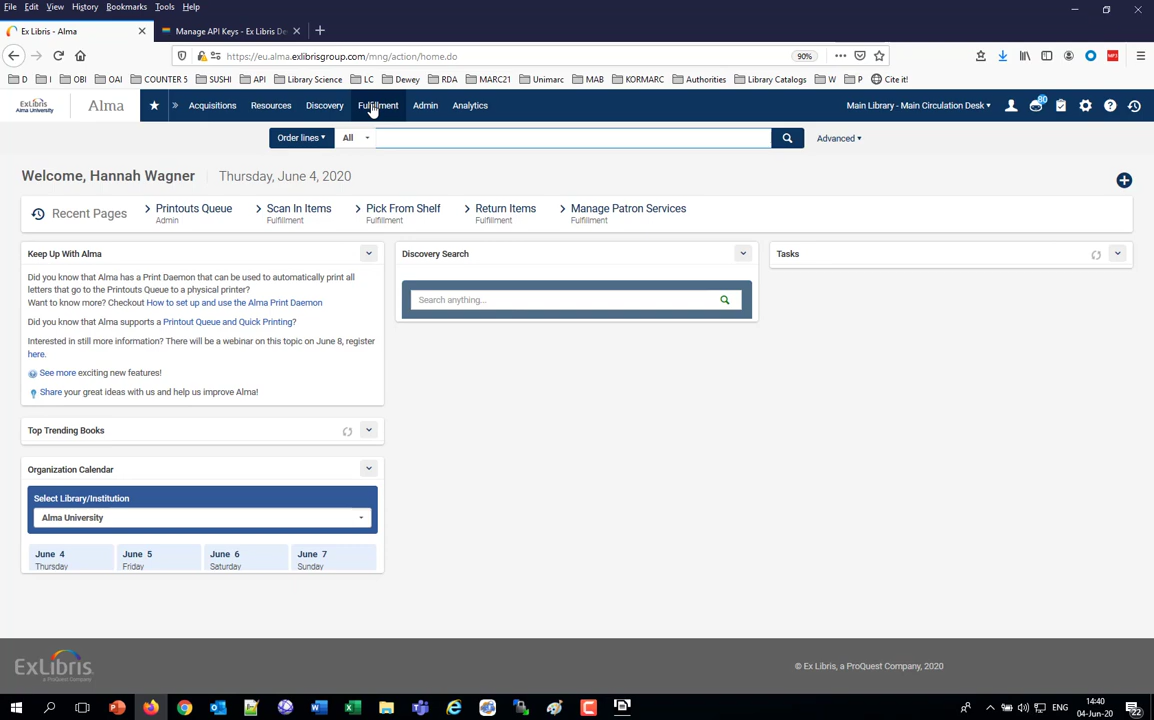 File Edit View History Bookmarks Tools Help
Ex Libris - Alma
Manage API Keys - Ex Libris De
https://eu.alma.exlibrisgroup.com/mng/action/home.do
90%
D I OBI OAI COUNTER 5 SUSHI API Library Science LC Dewey RDA MARC21 Unimarc MAB KORMARC Authorities Library Catalogs W P Cite it!
ExLibris
Alma University
Alma
Acquisitions Resources Discovery Fulfillment Admin Analytics
Main Library - Main Circulation Desk
80
Order lines All
Advanced
Welcome, Hannah Wagner
Thursday, June 4, 2020
Recent Pages
Printouts Queue
Admin
Scan In Items
Fulfillment
Pick From Shelf
Fulfillment
Return Items
Fulfillment
Manage Patron Services
Fulfillment
Keep Up With Alma
Did you know that Alma has a Print Daemon that can be used to automatically print all
letters that go to the Printouts Queue to a physical printer?
Want to know more? Checkout How to set up and use the Alma Print Daemon
Did you know that Alma supports a Printout Queue and Quick Printing?
Interested in still more information? There will be a webinar on this topic on June 8, register
here.
See more exciting new features!
Share your great ideas with us and help us improve Alma!
Discovery Search
Search anything...
Tasks
Top Trending Books
Organization Calendar
Select Library/Institution
Alma University
June 4
Thursday
June 5
Friday
June 6
Saturday
June 7
Sunday
ExLibris
a ProQuest Company
© Ex Libris, a ProQuest Company, 2020
ENG
14:40
04-Jun-20
22